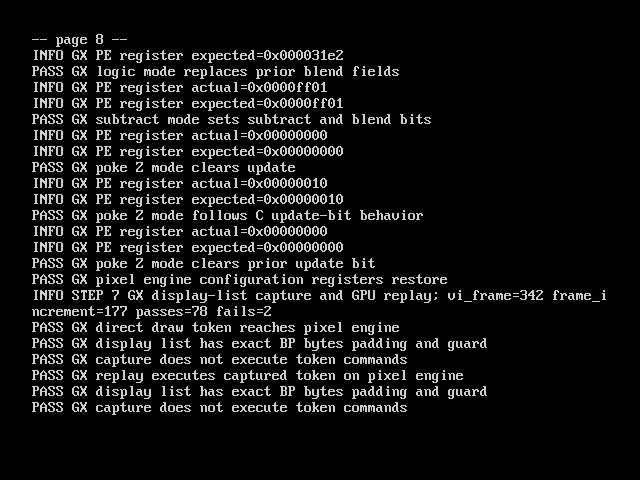 -- page 8 --
INFO GX PE register expected=0x000031e2
PASS GX logic mode replaces prior blend fields
INFO GX PE register actual=0x0000ff01
INFO GX PE register expected=0x0000ff01
PASS GX subtract mode sets subtract and blend bits
INFO GX PE register actual=0x00000000
INFO GX PE register expected=0x00000000
PASS GX poke Z mode clears update
INFO GX PE register actual=0x00000010
INFO GX PE register expected=0x00000010
PASS GX poke Z mode follows C update-bit behavior
INFO GX PE register actual=0x00000000
INFO GX PE register expected=0x00000000
PASS GX poke Z mode clears prior update bit
PASS GX pixel engine configuration registers restore
INFO STEP 7 GX display-list capture and GPU replay; vi_frame=342 frame_i
ncrement=177 passes=78 fails=2
PASS GX direct draw token reaches pixel engine
PASS GX display list has exact BP bytes padding and guard
PASS GX capture does not execute token commands
PASS GX replay executes captured token on pixel engine
PASS GX display list has exact BP bytes padding and guard
PASS GX capture does not execute token commands